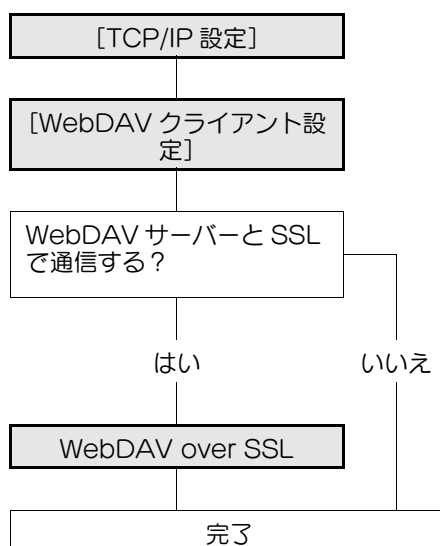 [TCP/IP 設定]
[WebDAV クライアント設
定]
WebDAV サーバーと SSL
で通信する？
はい
いいえ
WebDAV over SSL
完了